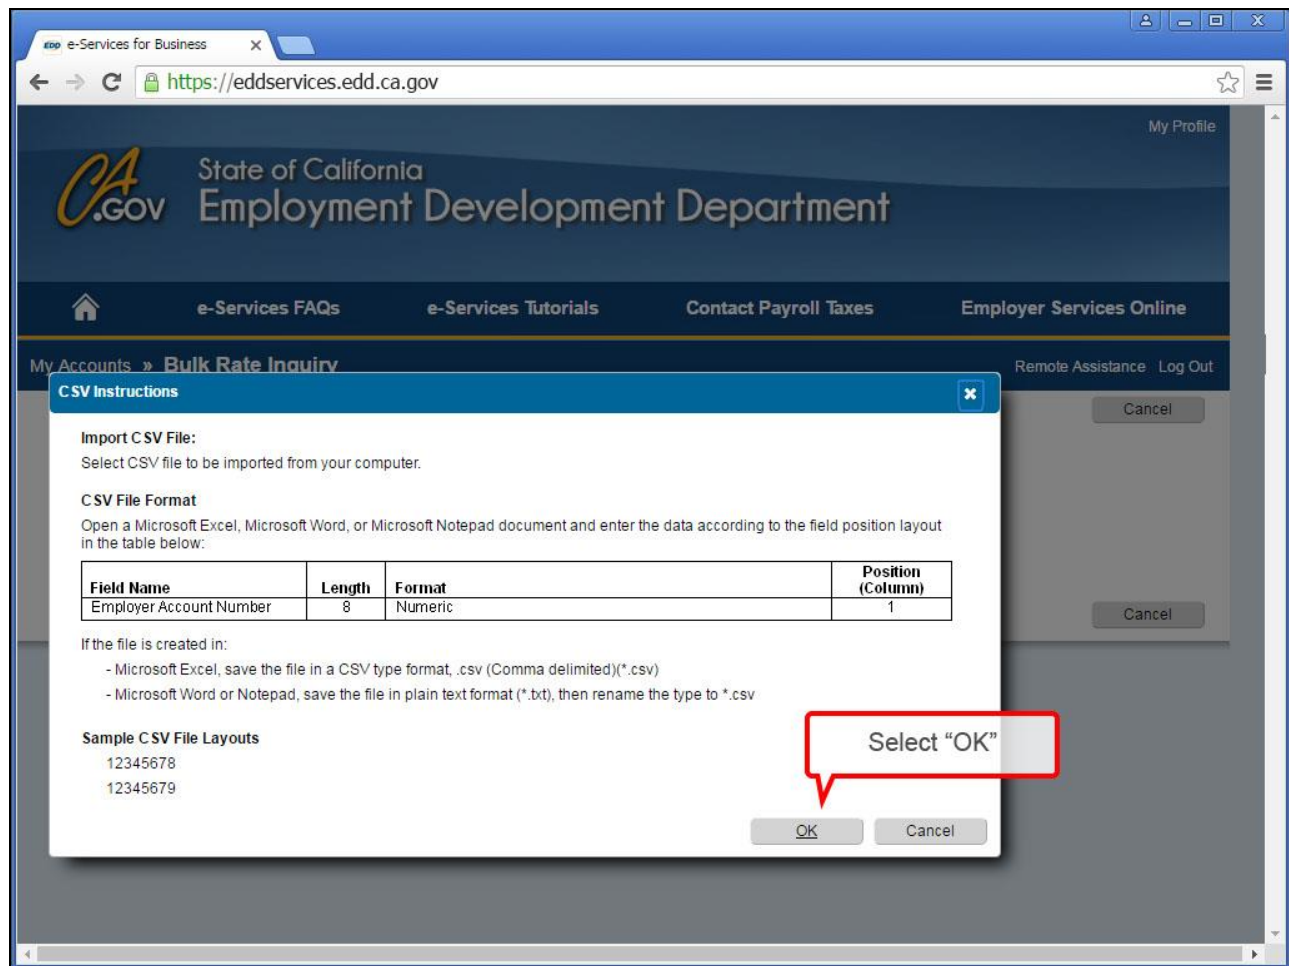 EDD e-Services for Business
https://eddservices.edd.ca.gov
My Profile
CA.GOV
State of California
Employment Development Department
e-Services FAQs e-Services Tutorials Contact Payroll Taxes Employer Services Online
My Accounts » Bulk Rate Inquiry Remote Assistance Log Out
CSV Instructions
Cancel
Import CSV File:
Select CSV file to be imported from your computer.
CSV File Format
Open a Microsoft Excel, Microsoft Word, or Microsoft Notepad document and enter the data according to the field position layout
in the table below:
Field Name Length Format Position (Column)
Employer Account Number 8 Numeric 1
Cancel
If the file is created in:
- Microsoft Excel, save the file in a CSV type format, .csv (Comma delimited)(*.csv)
- Microsoft Word or Notepad, save the file in plain text format (*.txt), then rename the type to *.csv
Sample CSV File Layouts
12345678
12345679
Select “OK”
OK Cancel